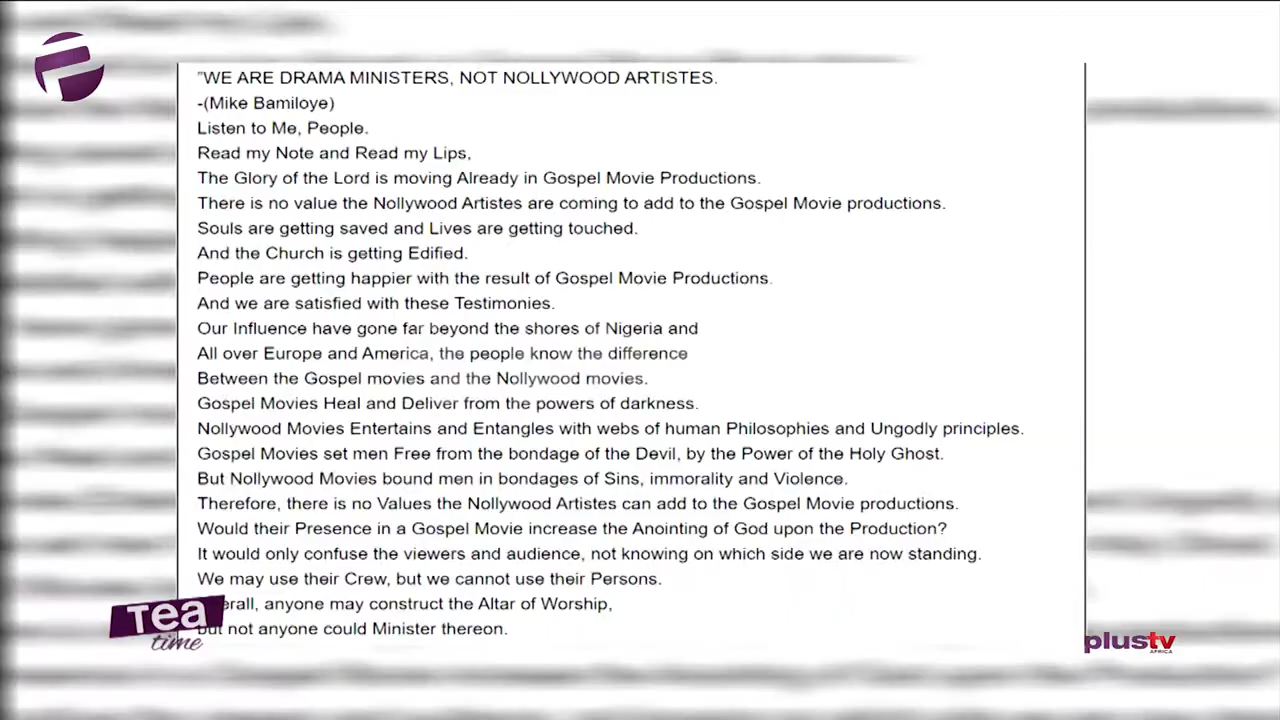 "WE ARE DRAMA MINISTERS, NOT NOLLYWOOD ARTISTES.
-(Mike Bamiloye)
Listen to Me, People.
Read my Note and Read my Lips,
The Glory of the Lord is moving Already in Gospel Movie Productions.
There is no value the Nollywood Artistes are coming to add to the Gospel Movie productions.
Souls are getting saved and Lives are getting touched.
And the Church is getting Edified.
People are getting happier with the result of Gospel Movie Productions.
And we are satisfied with these Testimonies.
Our Influence have gone far beyond the shores of Nigeria and
All over Europe and America, the people know the difference
Between the Gospel movies and the Nollywood movies.
Gospel Movies Heal and Deliver from the powers of darkness.
Nollywood Movies Entertains and Entangles with webs of human Philosophies and Ungodly principles.
Gospel Movies set men Free from the bondage of the Devil, by the Power of the Holy Ghost.
But Nollywood Movies bound men in bondages of Sins, immorality and Violence.
Therefore, there is no Values the Nollywood Artistes can add to the Gospel Movie productions.
Would their Presence in a Gospel Movie increase the Anointing of God upon the Production?
It would only confuse the viewers and audience, not knowing on which side we are now standing.
We may use their Crew, but we cannot use their Persons.
anyone may construct the Altar of Worship,
but not anyone could Minister thereon.
Tea
time
plustv
AFRICA